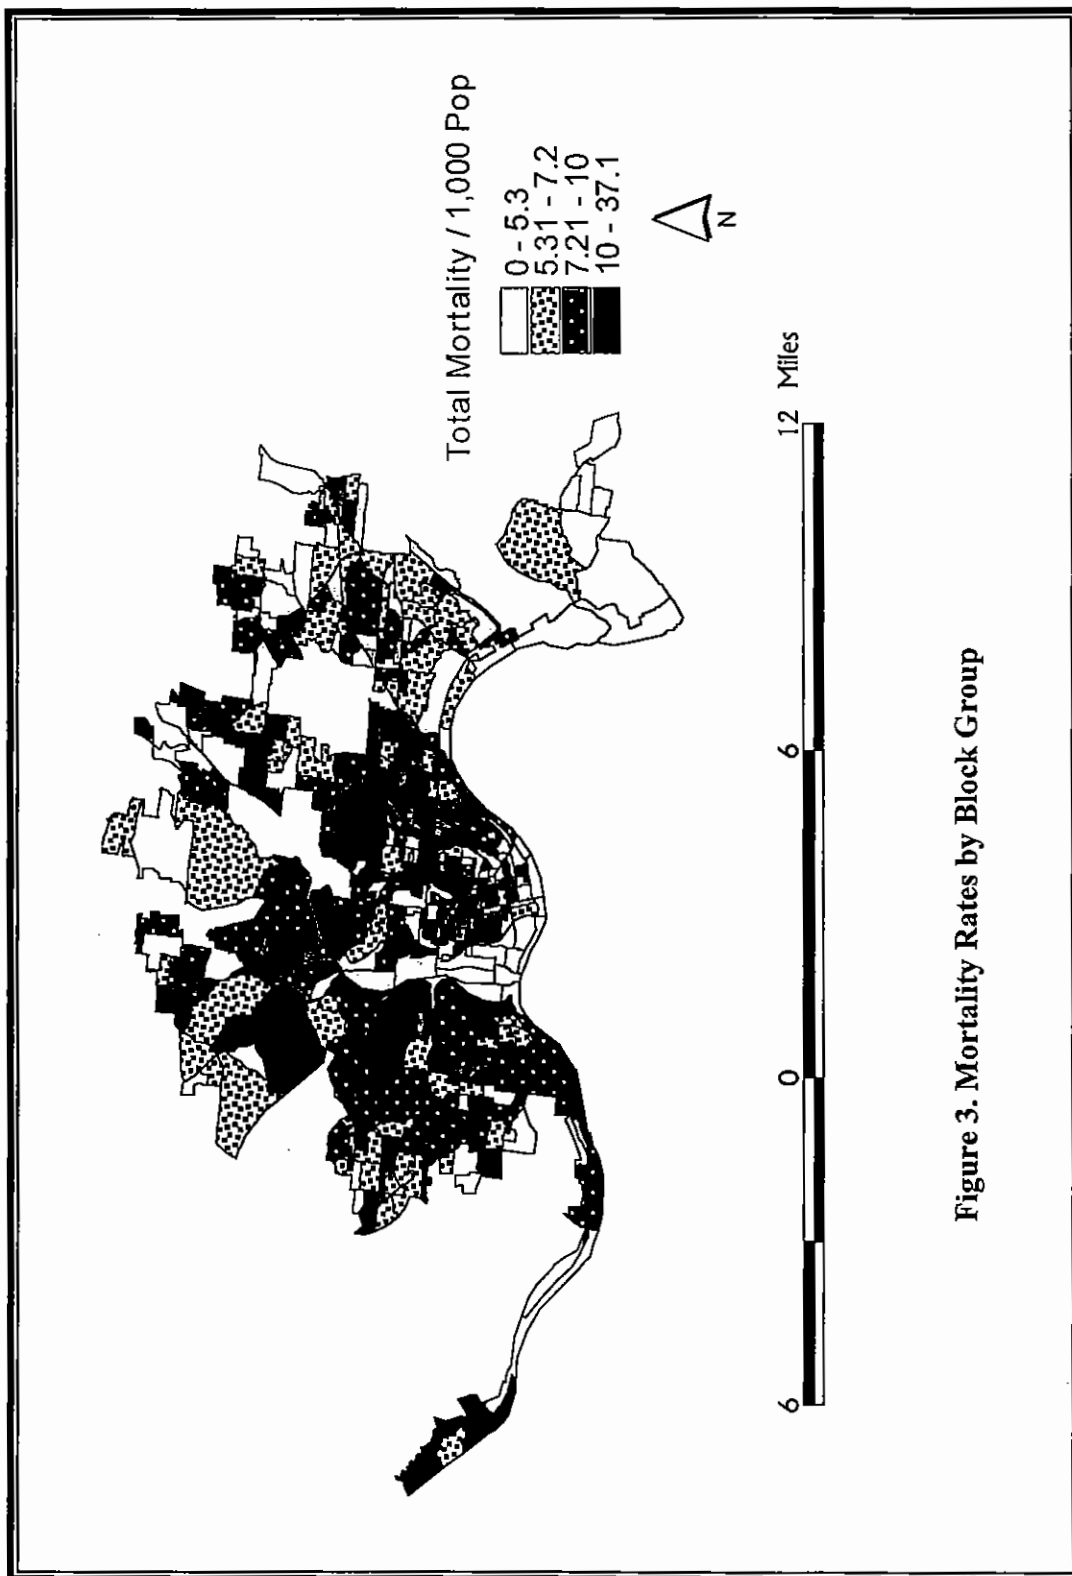 Total Mortality / 1,000 Pop
0 - 5.3
5.31 - 7.2
7.21 - 10
10 - 37.1
N
6 0 6 12 Miles
Figure 3. Mortality Rates by Block Group